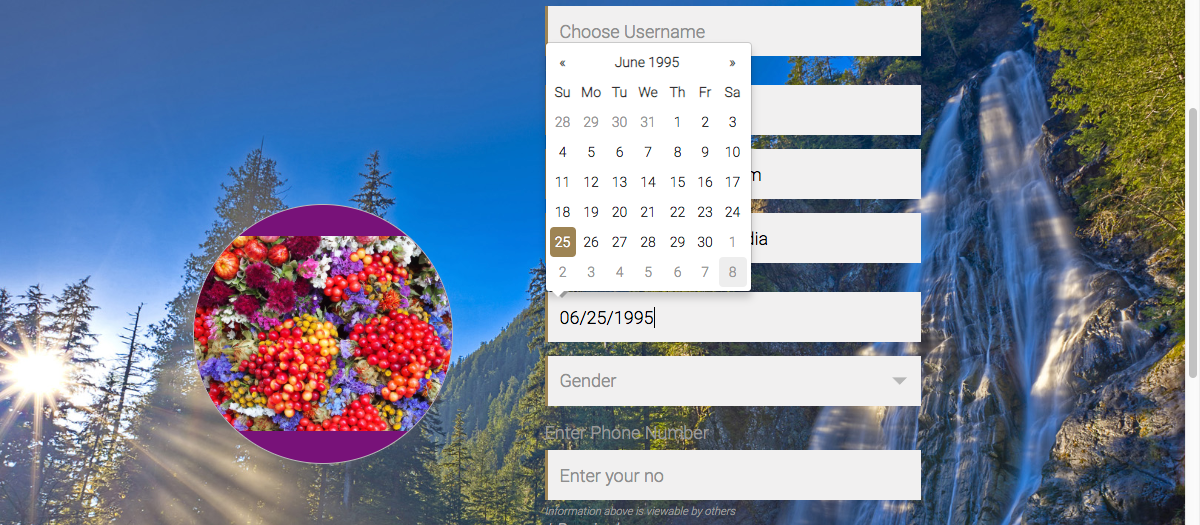 Choose Username
« June 1995 »
Su Mo Tu We Th Fr Sa
28 29 30 31 1 2 3
4 5 6 7 8 9 10
11 12 13 14 15 16 17
18 19 20 21 22 23 24
25 26 27 28 29 30 1
2 3 4 5 6 7 8
06/25/1995
Gender
Enter Phone Number
Enter your no
Information above is viewable by others